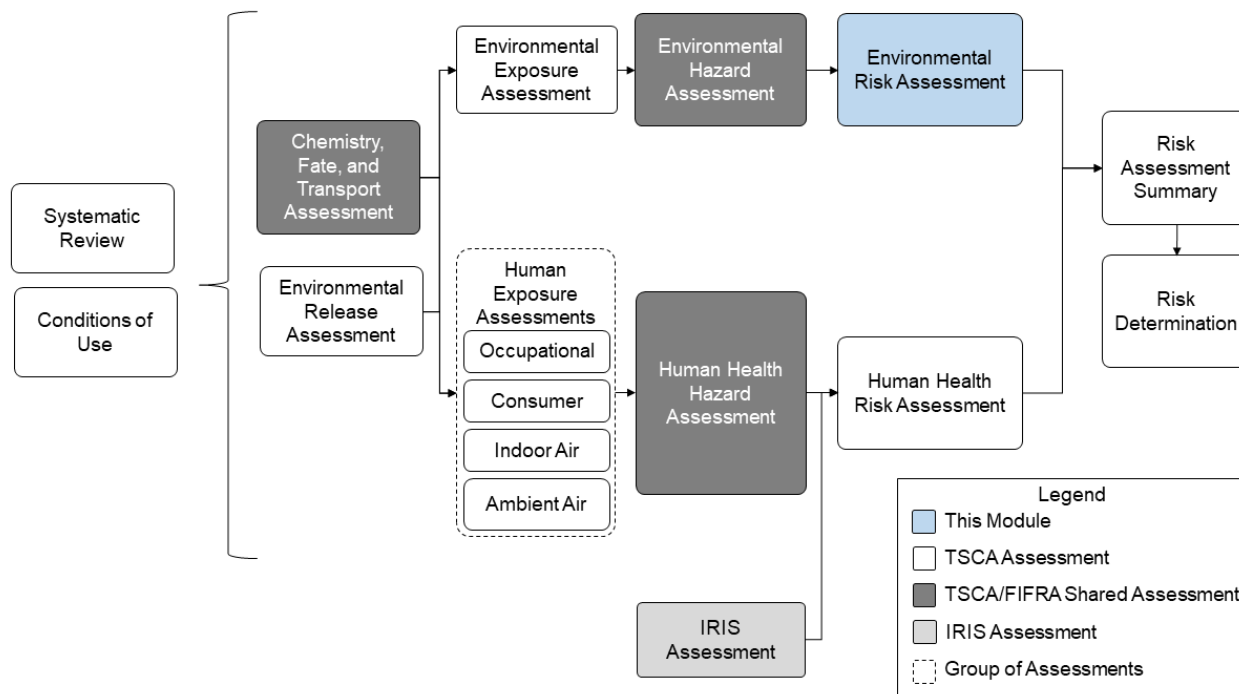 Systematic
Review
Conditions of
Use
Chemistry,
Fate, and
Transport
Assessment
Environmental
Release
Assessment
Environmental
Exposure
Assessment
Human
Exposure
Assessments
Occupational
Consumer
Indoor Air
Ambient Air
Environmental
Hazard
Assessment
Human Health
Hazard
Assessment
IRIS
Assessment
Environmental
Risk Assessment
Human Health
Risk Assessment
Risk
Assessment
Summary
Risk
Determination
Legend
This Module
TSCA Assessment
TSCA/FIFRA Shared Assessment
IRIS Assessment
Group of Assessments